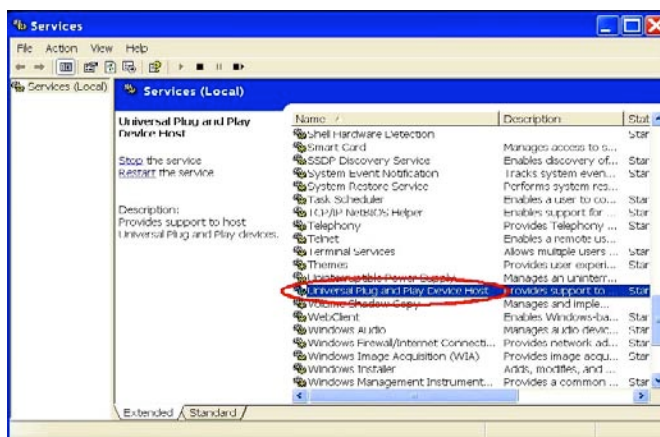 Services
File Action View Help
Services (Local)
Services (Local)
Universal Plug and Play
Device Host
Stop the service
Restart the service
Description:
Provides support to host
Universal Plug and Play devices.
Name Description Stat
Shell Hardware Detection Star
Smart Card Manages access to s...
SSDP Discovery Service Enables discovery of... Star
System Event Notification Tracks system even... Star
System Restore Service Performs system res...
Task Scheduler Enables a user to co... Star
TCP/IP NetBIOS Helper Enables support for ... Star
Telephony Provides Telephony ... Star
Telnet Enables a remote us...
Terminal Services Allows multiple users ... Star
Themes Provides user experi... Star
Uninterruptible Power Supply Manages an uninterr...
Universal Plug and Play Device Host Provides support to... Star
Volume Shadow Copy Manages and imple...
WebClient Enables Windows-ba... Star
Windows Audio Manages audio devic... Star
Windows Firewall/Internet Connecti... Provides network ad... Star
Windows Image Acquisition (WIA) Provides image acqu... Star
Windows Installer Adds, modifies, and ...
Windows Management Instrument... Provides a common ... Star
Extended Standard